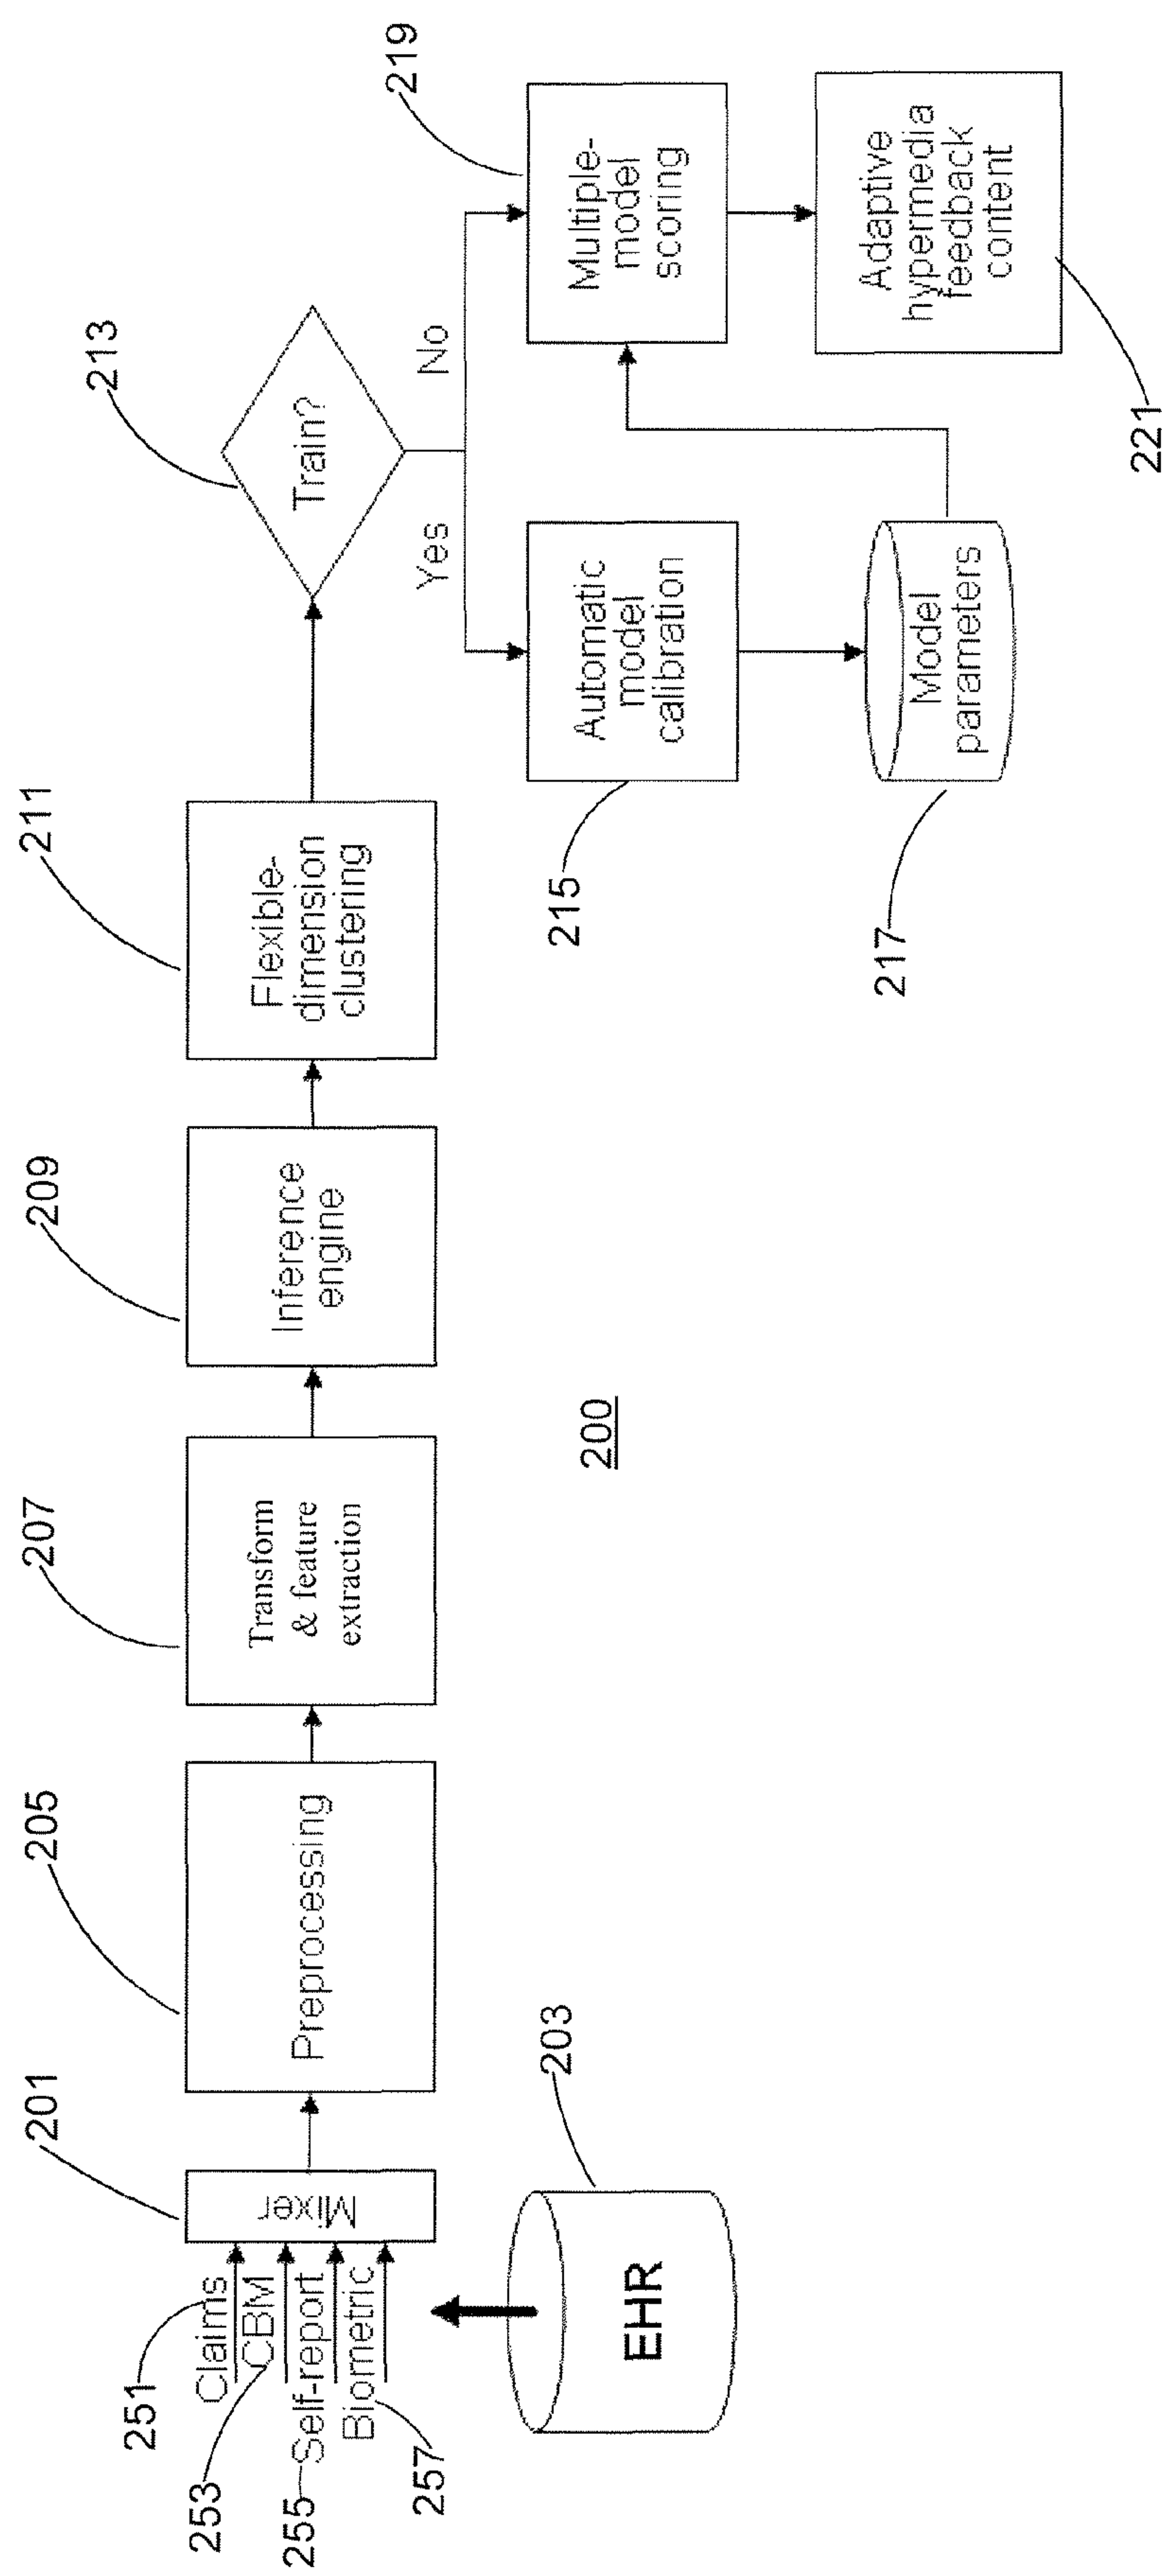 201
205
207
209
211
213
219
251
Claims
253
CBM
255
Self-report
257
Biometric
Mixer
Preprocessing
Transform
& feature
extraction
Inference
engine
Flexible-
dimension
clustering
Train?
Yes
No
Automatic
model
calibration
215
Multiple-
model
scoring
Model
parameters
217
Adaptive
hypermedia
feedback
content
221
203
EHR
200